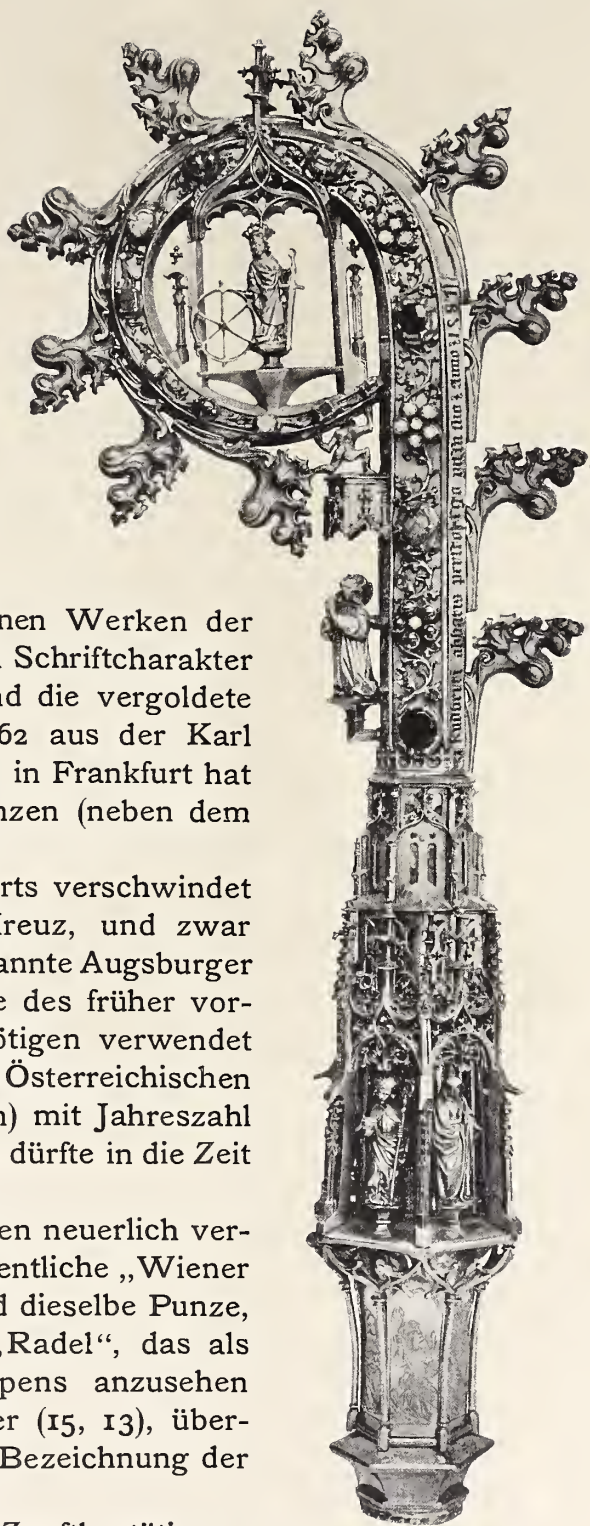 nen Werken der
Schriftcharakter
nd die vergoldete
62 aus der Karl
in Frankfurt hat
nzen (neben dem
rts verschwindet
Kreuz, und zwar
annte Augsburger
e des früher vor-
ötigen verwendet
Österreichischen
n) mit Jahreszahl
dürfte in die Zeit
en neuerlich ver-
entliche „Wiener
d dieselbe Punze,
„Radel“, das als
pens anzusehen
er (15, 13), über-
Bezeichnung der